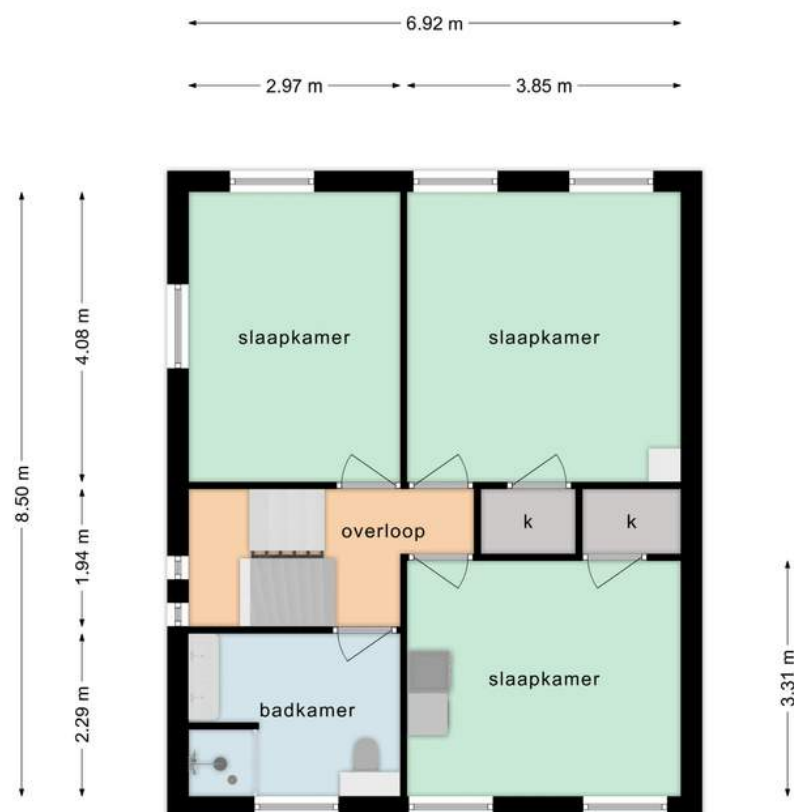 6.92 m
2.97 m
3.85 m
8.50 m
4.08 m
slaapkamer
slaapkamer
1.94 m
overloop
k
k
2.29 m
badkamer
slaapkamer
3.31 m